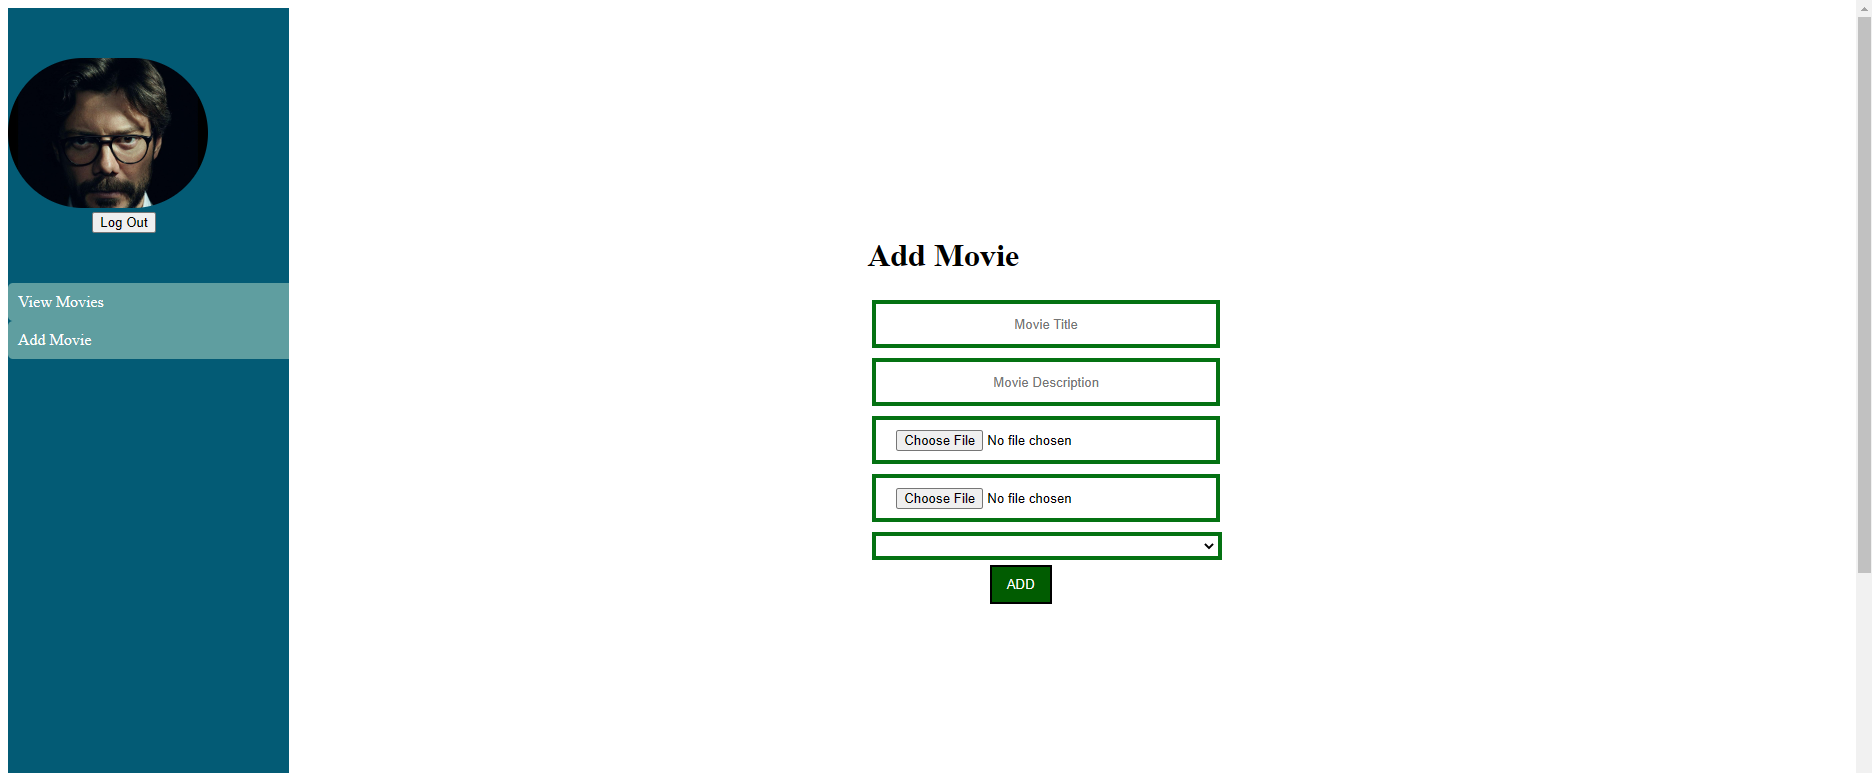 Log Out
View Movies
Add Movie
Add Movie
Movie Title
Movie Description
Choose File No file chosen
Choose File No file chosen
ADD